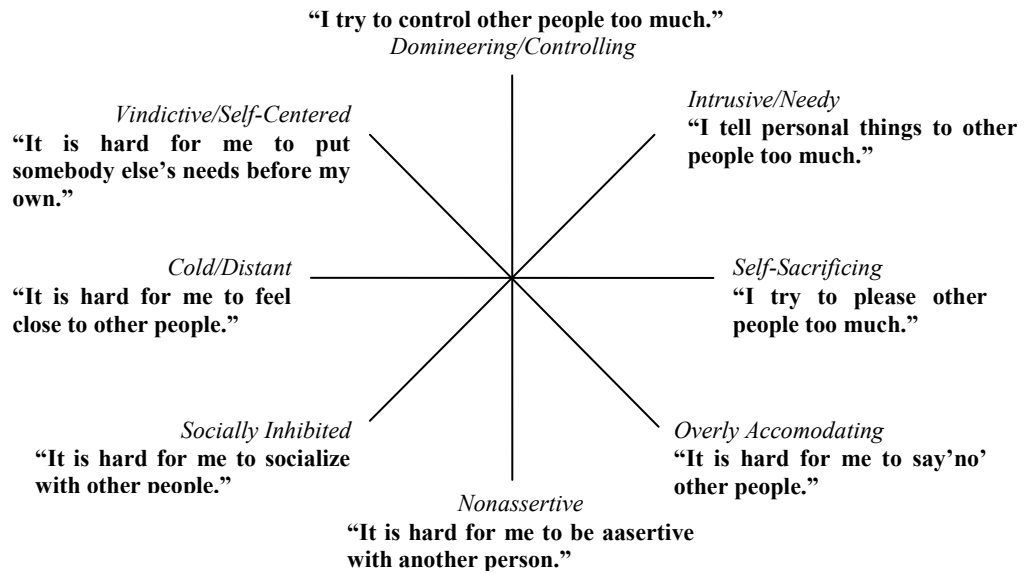 “I try to control other people too much.”
Domineering/Controlling
Vindictive/Self-Centered
“It is hard for me to put
somebody else’s needs before my
own.”
Intrusive/Needy
“I tell personal things to other
people too much.”
Cold/Distant
“It is hard for me to feel
close to other people.”
Self-Sacrificing
“I try to please other
people too much.”
Socially Inhibited
“It is hard for me to socialize
with other people.”
Overly Accomodating
“It is hard for me to say’no’
other people.”
Nonassertive
“It is hard for me to be aasertive
with another person.”